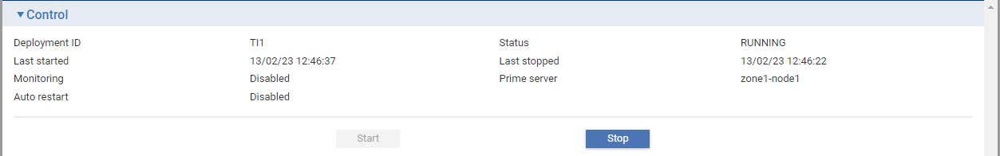 Control
Deployment ID TI1 Status RUNNING
Last started 13/02/23 12:46:37 Last stopped 13/02/23 12:46:22
Monitoring Disabled Prime server zone1-node1
Auto restart Disabled
Start Stop